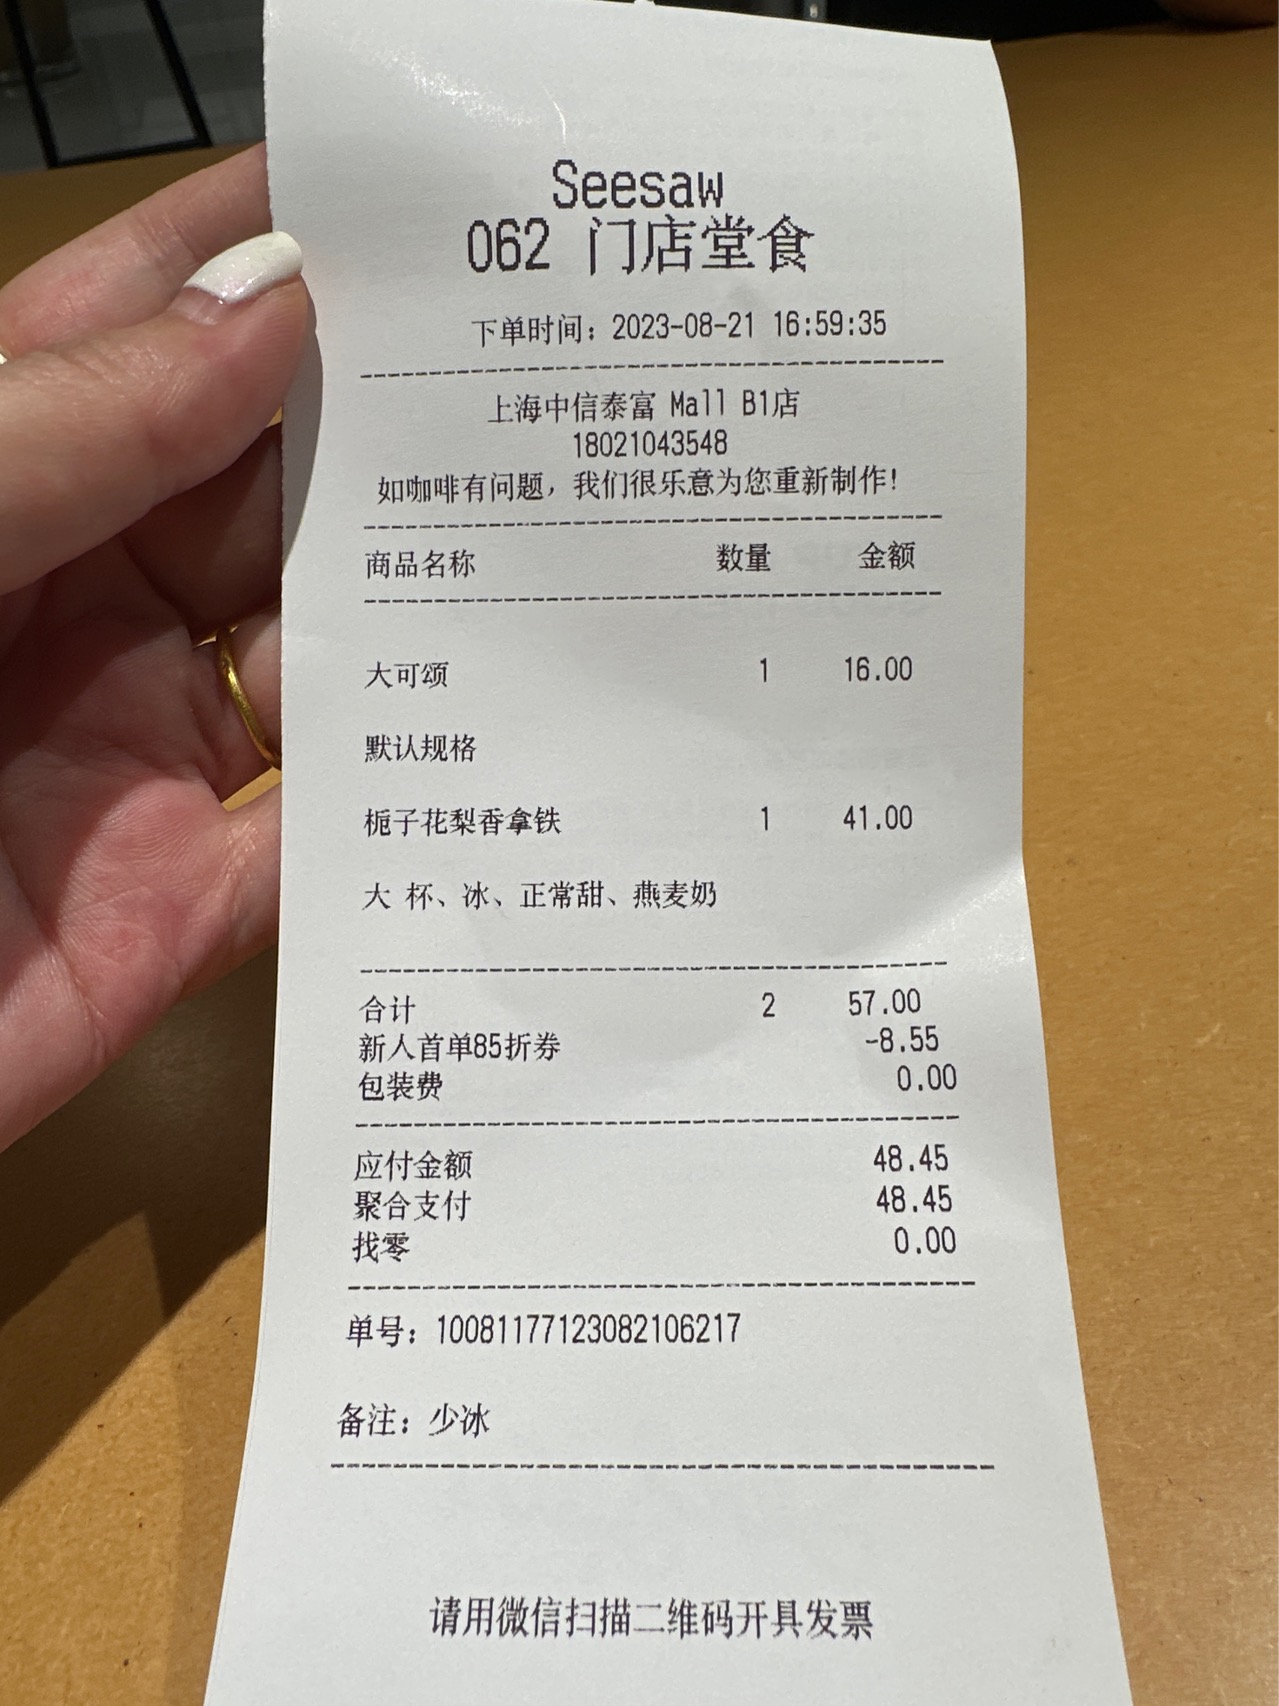 Seesaw
062 门店堂食
下单时间：2023-08-21 16:59:35
上海中信泰富 Mall B1店
18021043548
如咖啡有问题，我们很乐意为您重新制作！
商品名称 数量 金额
大可颂 1 16.00
默认规格
栀子花梨香拿铁 1 41.00
大 杯、冰、正常甜、燕麦奶
合计 2 57.00
新人首单85折券 -8.55
包装费 0.00
应付金额 48.45
聚合支付 48.45
找零 0.00
单号：10081177123082106217
备注：少冰
请用微信扫描二维码开具发票